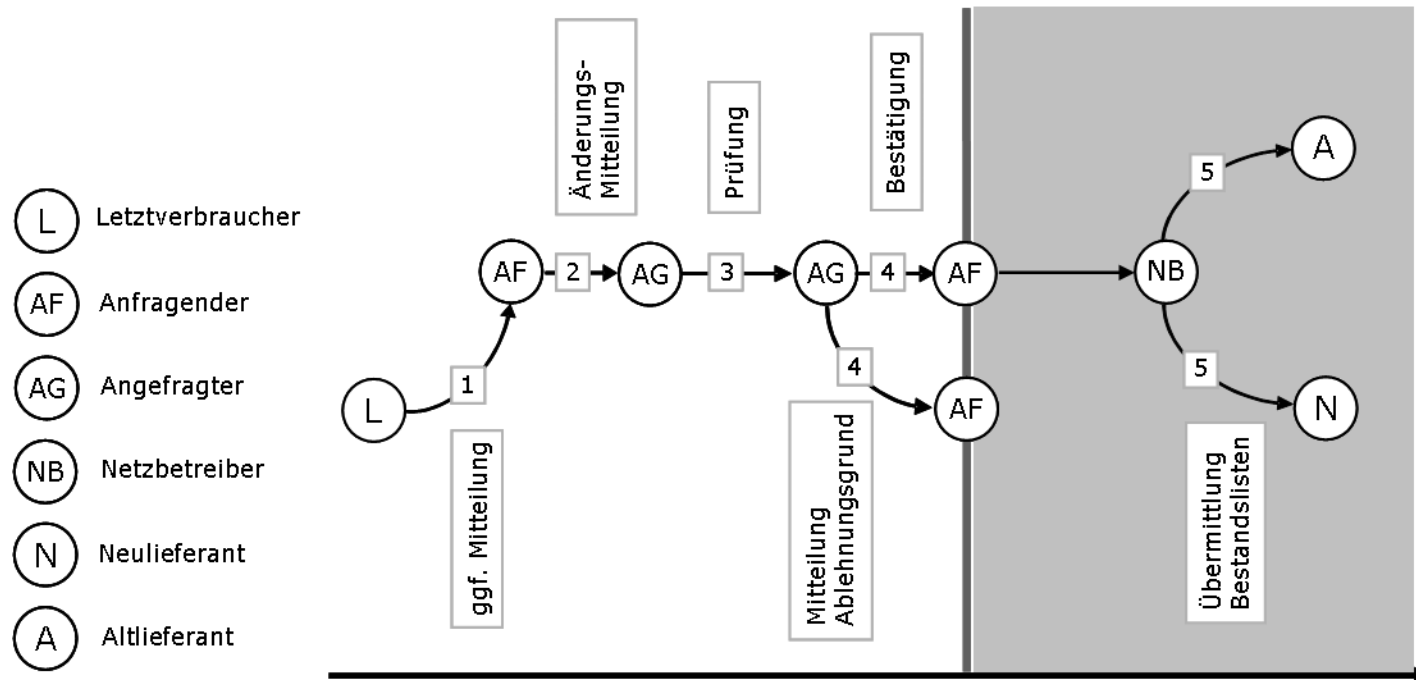 L Letztverbraucher
AF Anfragender
AG Angefragter
NB Netzbetreiber
N Neulieferant
A Altlieferant
Änderungs-
Mitteilung
Prüfung
Bestätigung
A
5
AF 2 AG 3 AG 4 AF NB
1
4
5
L
AF
N
ggf. Mitteilung
Mitteilung
Ablehnungsgrund
Übermittlung
Bestandslisten